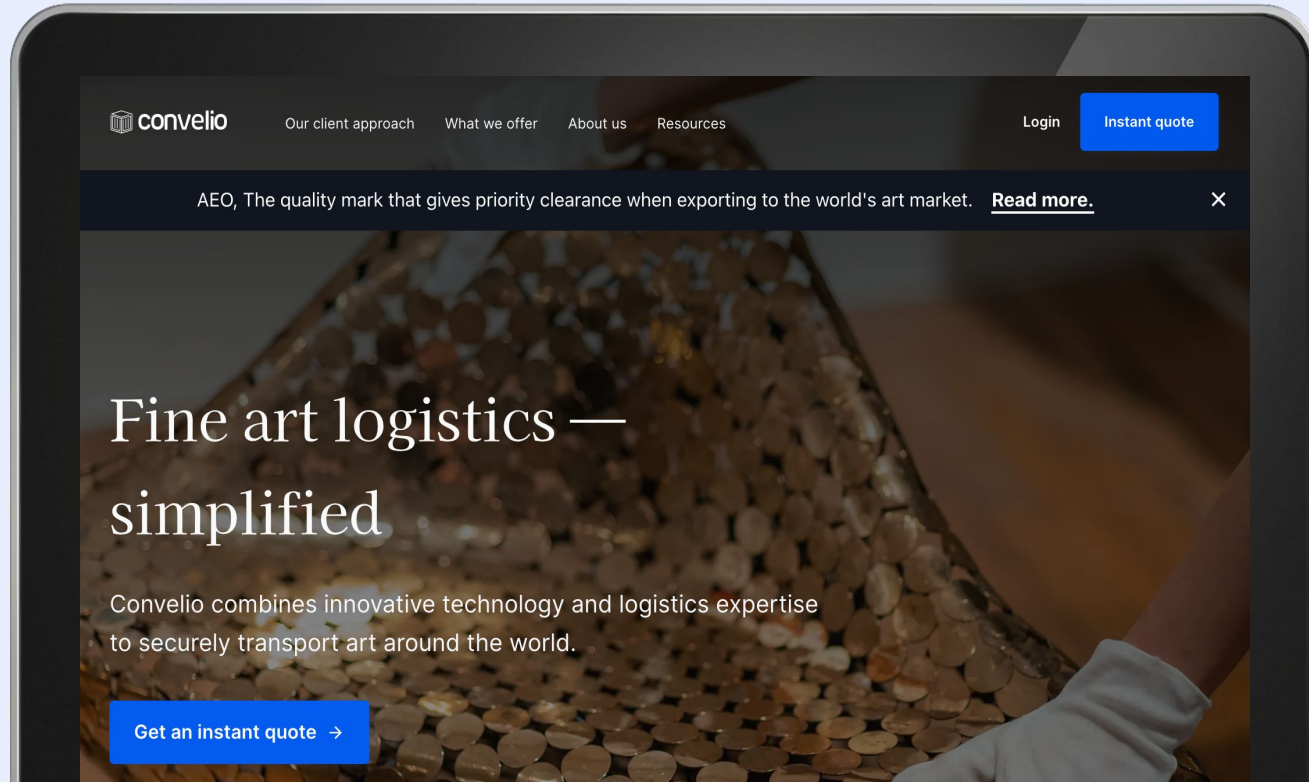 convelio
Our client approach
What we offer
About us
Resources
Login
Instant quote
AEO, The quality mark that gives priority clearance when exporting to the world's art market. Read more.
Fine art logistics —
simplified
Convelio combines innovative technology and logistics expertise
to securely transport art around the world.
Get an instant quote →